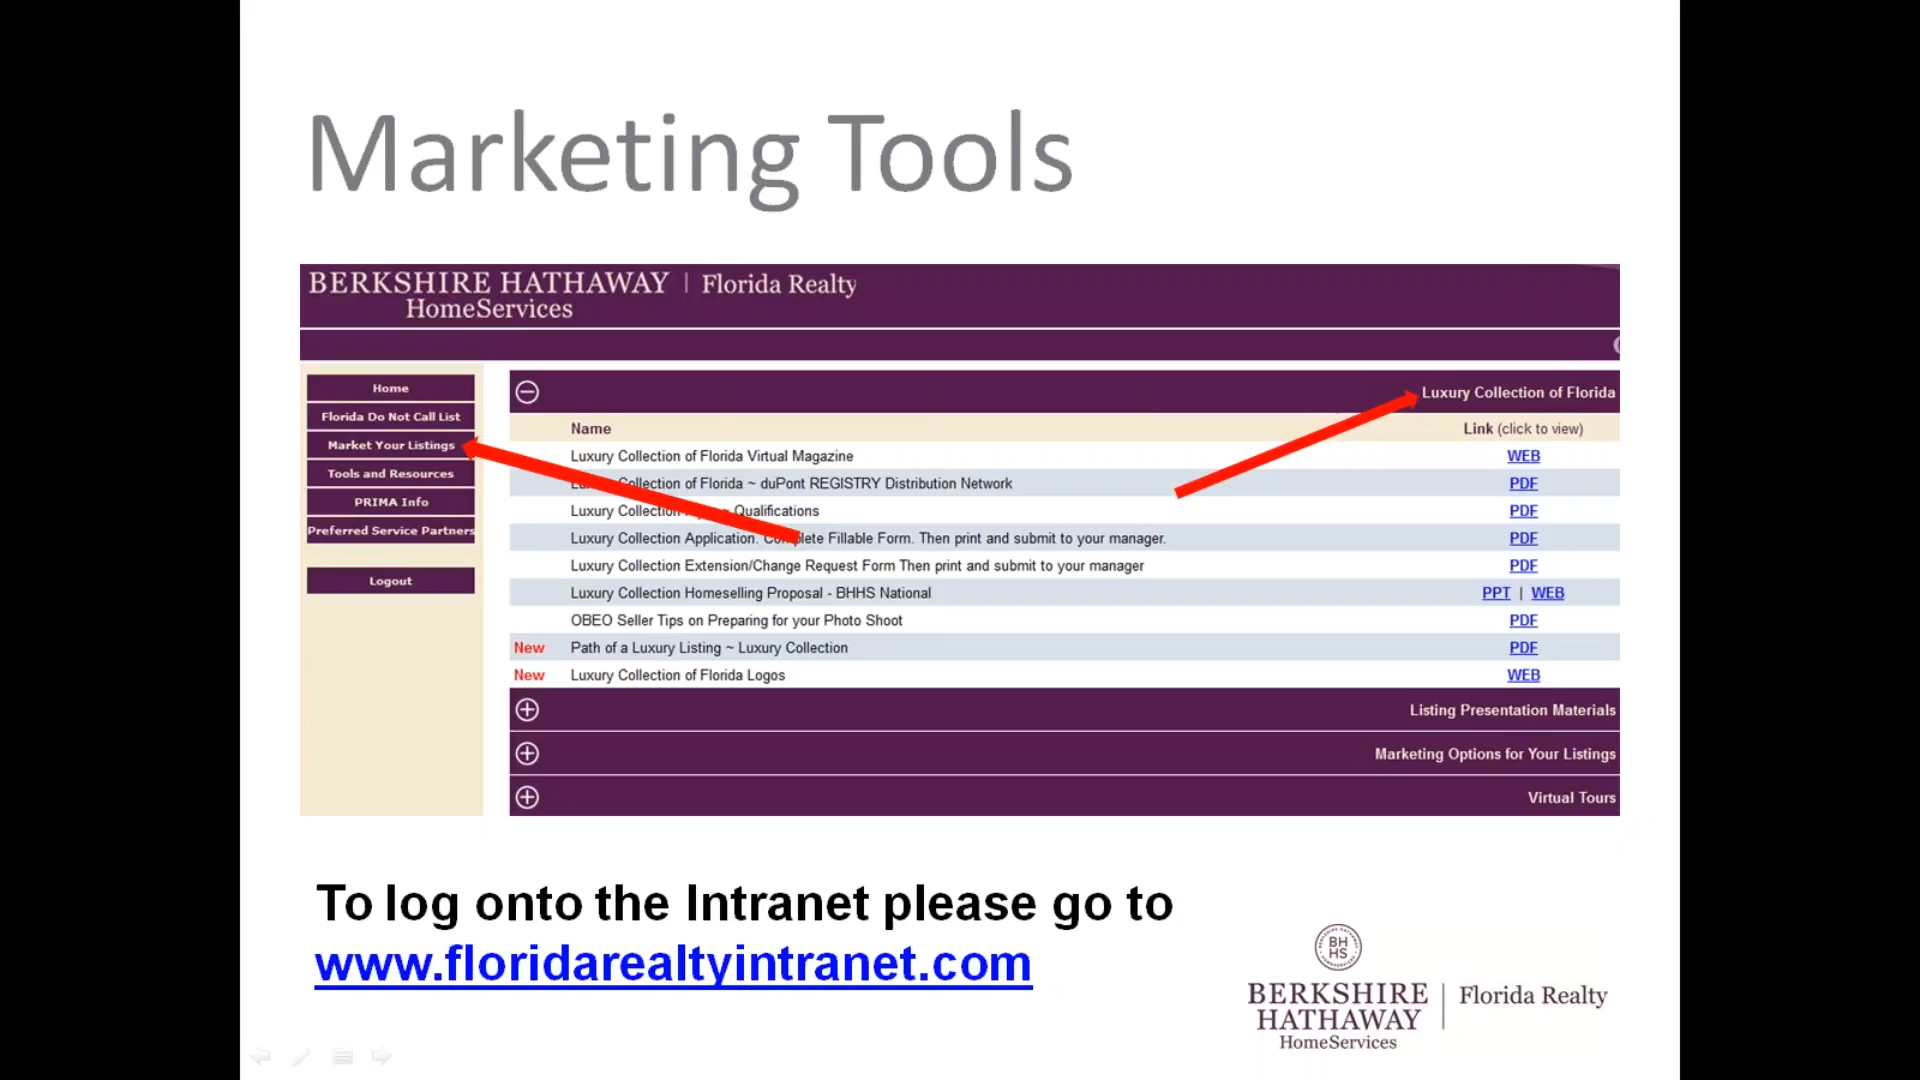 Marketing Tools
BERKSHIRE HATHAWAY | Florida Realty
HomeServices
Home
Florida Do Not Call List
Market Your Listings
Tools and Resources
PRIMA Info
Preferred Service Partners
Logout
Luxury Collection of Florida
Name Link (click to view)
Luxury Collection of Florida Virtual Magazine WEB
Collection of Florida ~ duPont REGISTRY Distribution Network PDF
Luxury Collection Qualifications PDF
Luxury Collection Application. Complete Fillable Form. Then print and submit to your manager. PDF
Luxury Collection Extension/Change Request Form Then print and submit to your manager PDF
Luxury Collection Homeselling Proposal - BHHS National PPT | WEB
OBEO Seller Tips on Preparing for your Photo Shoot PDF
New Path of a Luxury Listing ~ Luxury Collection PDF
New Luxury Collection of Florida Logos WEB
Listing Presentation Materials
Marketing Options for Your Listings
Virtual Tours
To log onto the Intranet please go to
www.floridarealtyintranet.com
BH
HS
BERKSHIRE
HATHAWAY
HomeServices
Florida Realty